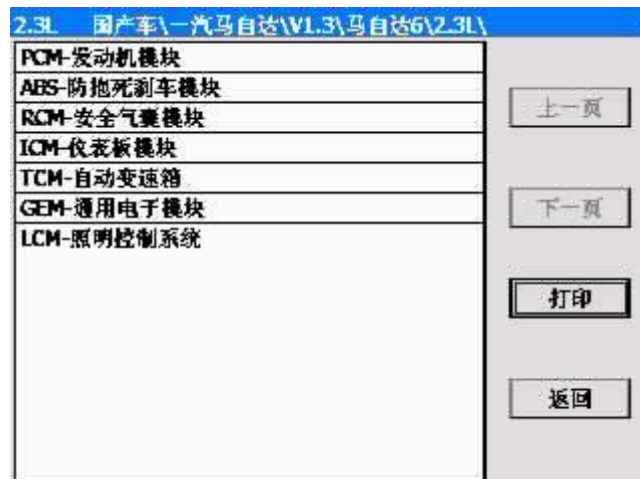 2.3L 国产车\一汽马自达\V1.3\马自达6\2.3L\
PCM-发动机模块
ABS-防抱死刹车模块
RCM-安全气囊模块
ICM-仪表板模块
TCM-自动变速箱
GEM-通用电子模块
LCM-照明控制系统
上一页
下一页
打印
返回